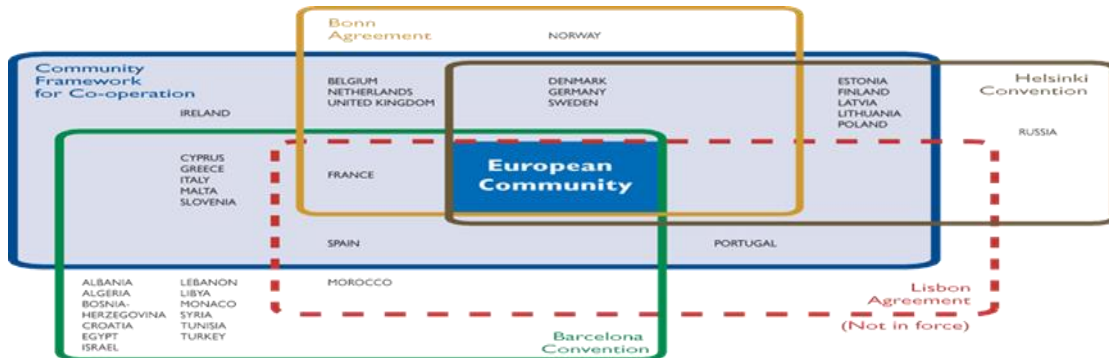 Bonn
Agreement
NORWAY
Community
Framework
for Co-operation
BELGIUM
NETHERLANDS
UNITED KINGDOM
DENMARK
GERMANY
SWEDEN
ESTONIA
FINLAND
LATVIA
LITHUANIA
POLAND
Helsinki
Convention
IRELAND
RUSSIA
CYPRUS
GREECE
ITALY
MALTA
SLOVENIA
FRANCE
European
Community
SPAIN
PORTUGAL
ALBANIA
ALGERIA
BOSNIA-
HERZEGOVINA
CROATIA
EGYPT
ISRAEL
LEBANON
LIBYA
MONACO
SYRIA
TUNISIA
TURKEY
MOROCCO
Barcelona
Convention
Lisbon
Agreement
(Not in force)